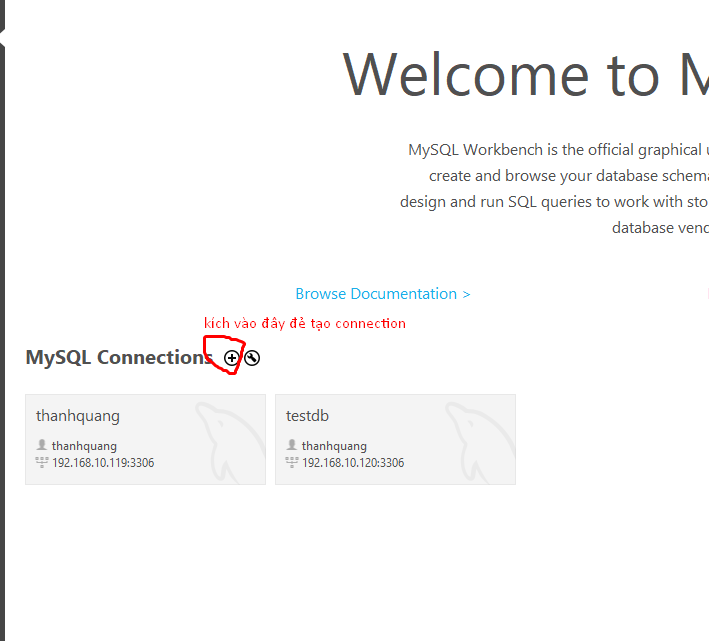 Welcome to M
MySQL Workbench is the official graphical
create and browse your database schema
design and run SQL queries to work with sto
database vend
Browse Documentation >
kích vào đây đẻ tạo connection
MySQL Connections
thanhquang
thanhquang
192.168.10.119:3306
testdb
thanhquang
192.168.10.120:3306